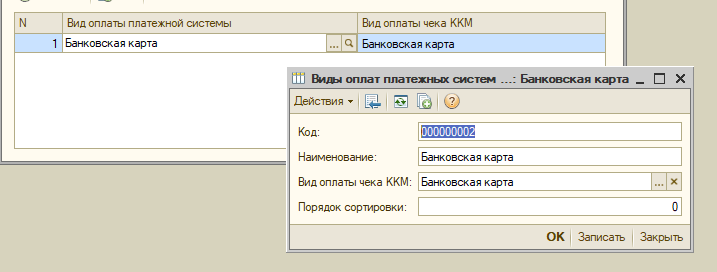 N Вид оплаты платежной системы Вид оплаты чека ККМ
1 Банковская карта ... Банковская карта
Виды оплат платежных систем ...: Банковская карта
Действия
Код: 000000002
Наименование: Банковская карта
Вид оплаты чека ККМ: Банковская карта ...
Порядок сортировки: 0
OK Записать Закрыть